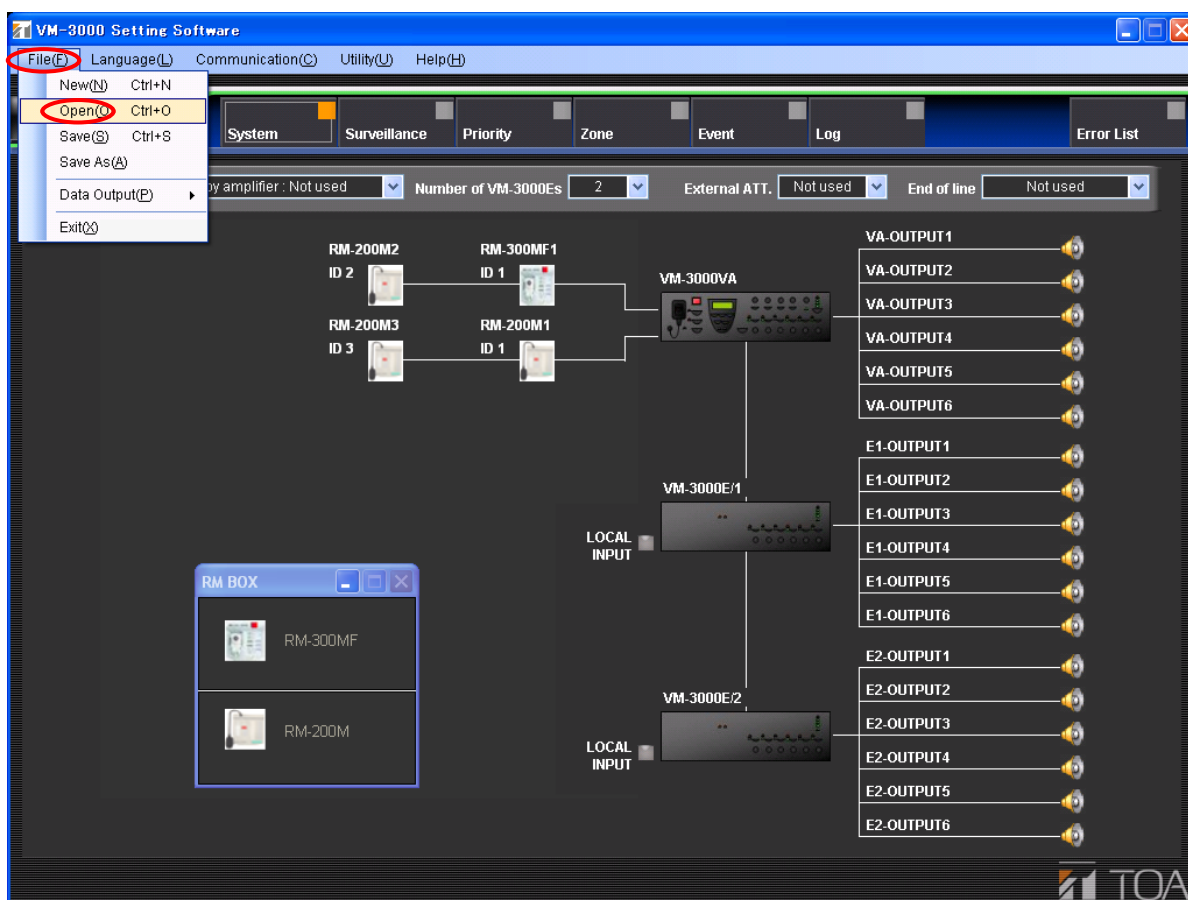 VM-3000 Setting Software
File(F) Language(L) Communication(C) Utility(U) Help(H)
New(N) Ctrl+N
Open(O Ctrl+O
Save(S) Ctrl+S
Save As(A)
Data Output(P)
Exit(X)
System Surveillance Priority Zone Event Log Error List
by amplifier : Not used Number of VM-3000Es 2 External ATT. Not used End of line Not used
RM-200M2
ID 2
RM-300MF1
ID 1
RM-200M3
ID 3
RM-200M1
ID 1
VM-3000VA
VA-OUTPUT1
VA-OUTPUT2
VA-OUTPUT3
VA-OUTPUT4
VA-OUTPUT5
VA-OUTPUT6
VM-3000E/1
LOCAL
INPUT
E1-OUTPUT1
E1-OUTPUT2
E1-OUTPUT3
E1-OUTPUT4
E1-OUTPUT5
E1-OUTPUT6
RM BOX
RM-300MF
RM-200M
VM-3000E/2
LOCAL
INPUT
E2-OUTPUT1
E2-OUTPUT2
E2-OUTPUT3
E2-OUTPUT4
E2-OUTPUT5
E2-OUTPUT6
TOA